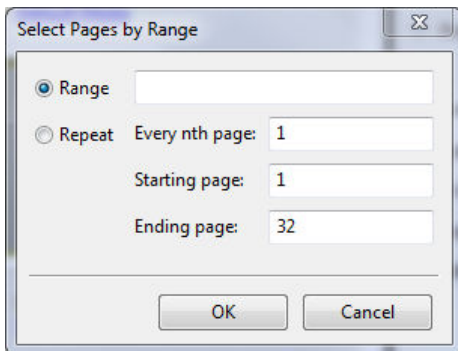 Select Pages by Range
Range
Repeat Every nth page: 1
Starting page: 1
Ending page: 32
OK Cancel